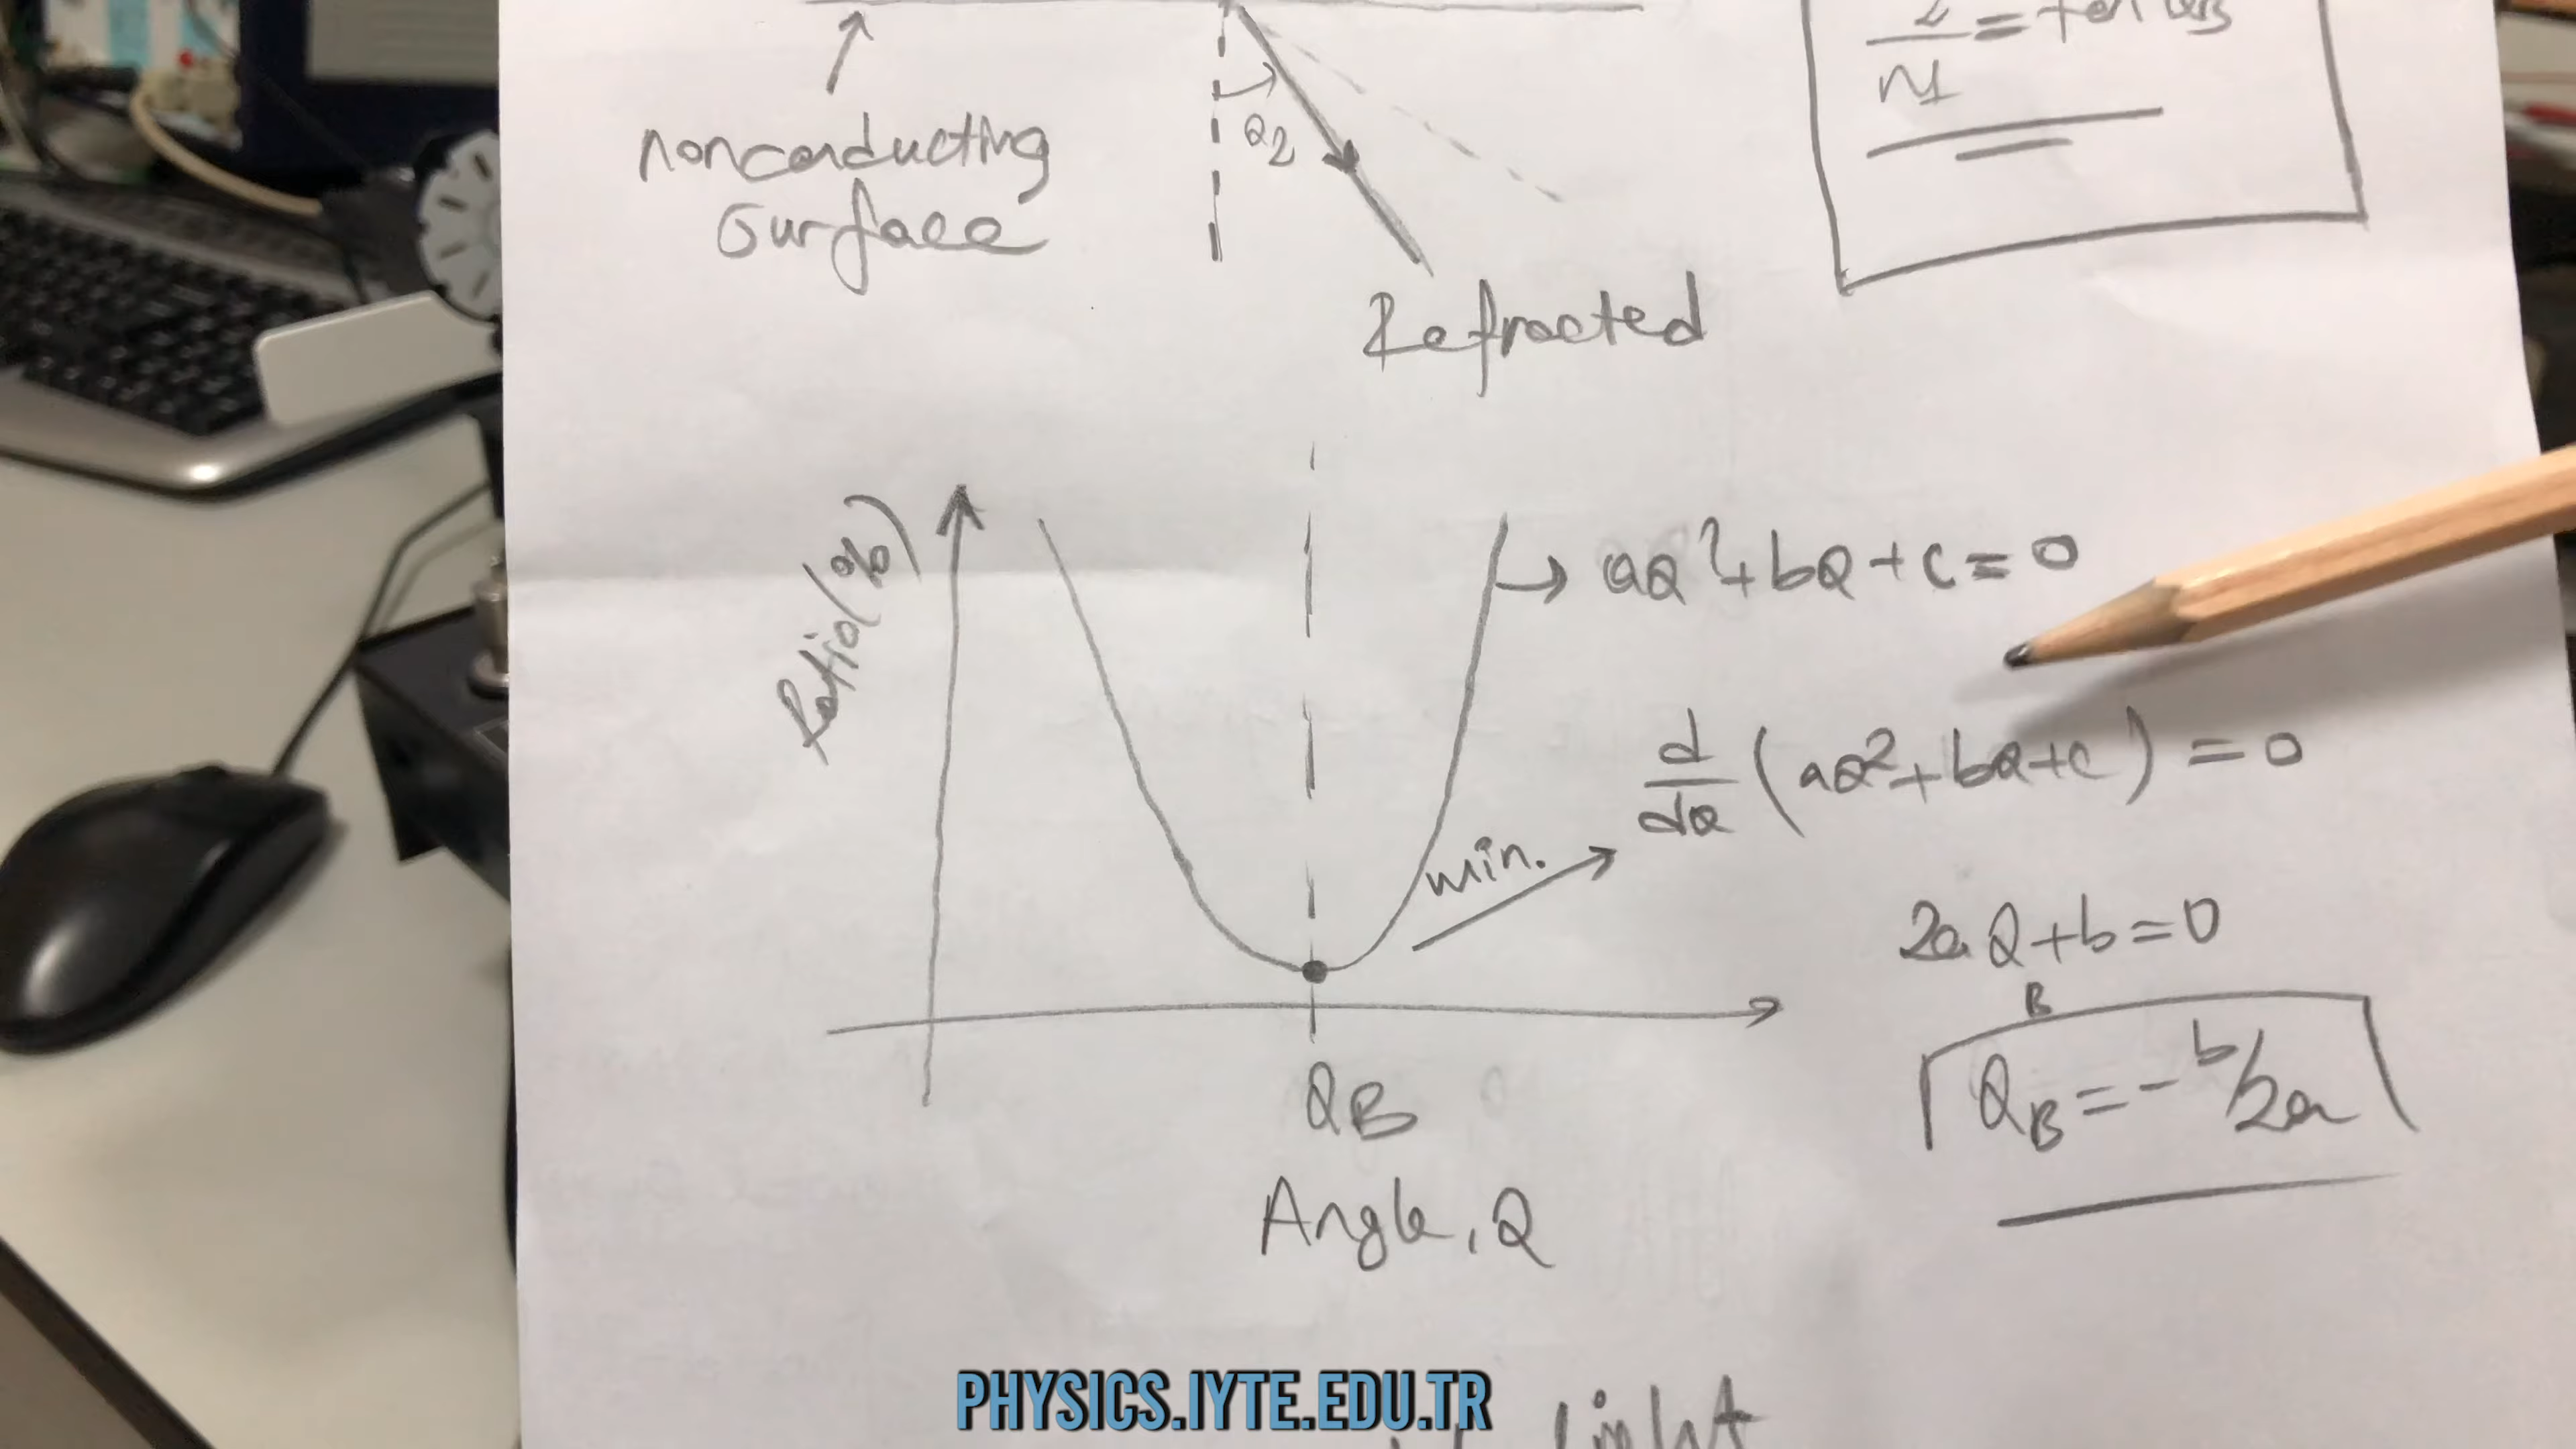 n1
nonconducting
surface
θ2
Refracted
Ratio(%)
aθ²+bθ+c=0
d/dθ (aθ²+bθ+c) = 0
min.
2aθ+b=0
B
θB = -b/2a
θB
Angle, θ
light
PHYSICS.IYTE.EDU.TR